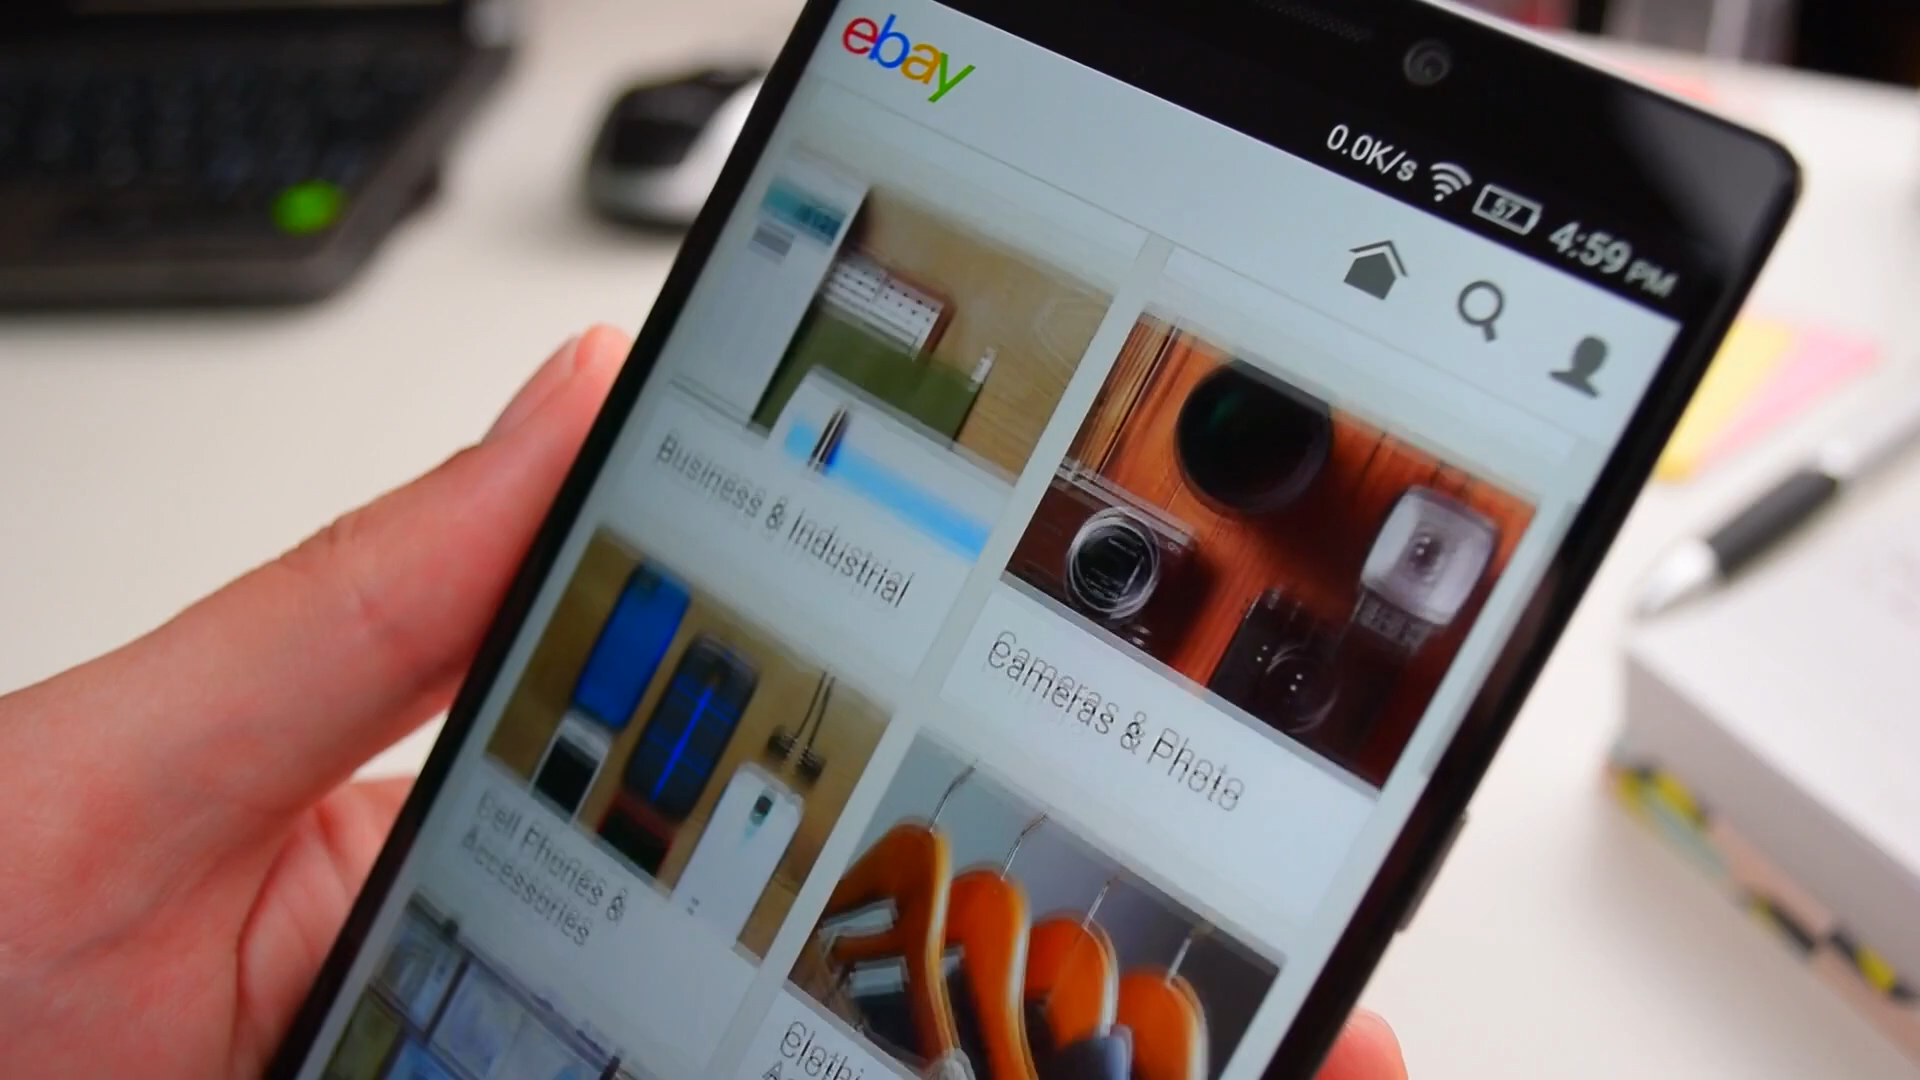 ebay
0.0K/s 57 4:59 PM
Business & Industrial
Cameras & Photo
Cell Phones &
Accessories